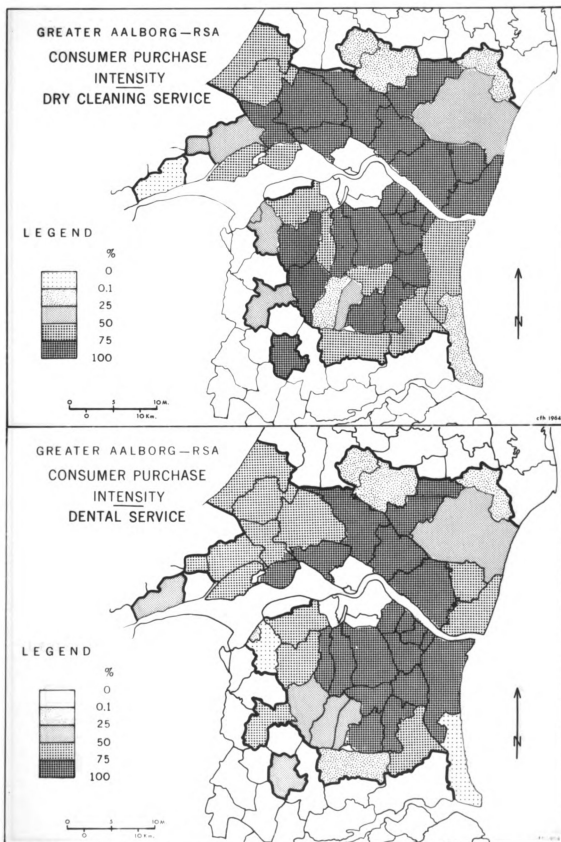 GREATER AALBORG—RSA
CONSUMER PURCHASE
INTENSITY
DRY CLEANING SERVICE
LEGEND
%
0
0.1
25
50
75
100
0 5 10 M.
0 10 Km.
N
cfh 1964
GREATER AALBORG—RSA
CONSUMER PURCHASE
INTENSITY
DENTAL SERVICE
LEGEND
%
0
0.1
25
50
75
100
0 5 10 M.
0 10 Km.
N